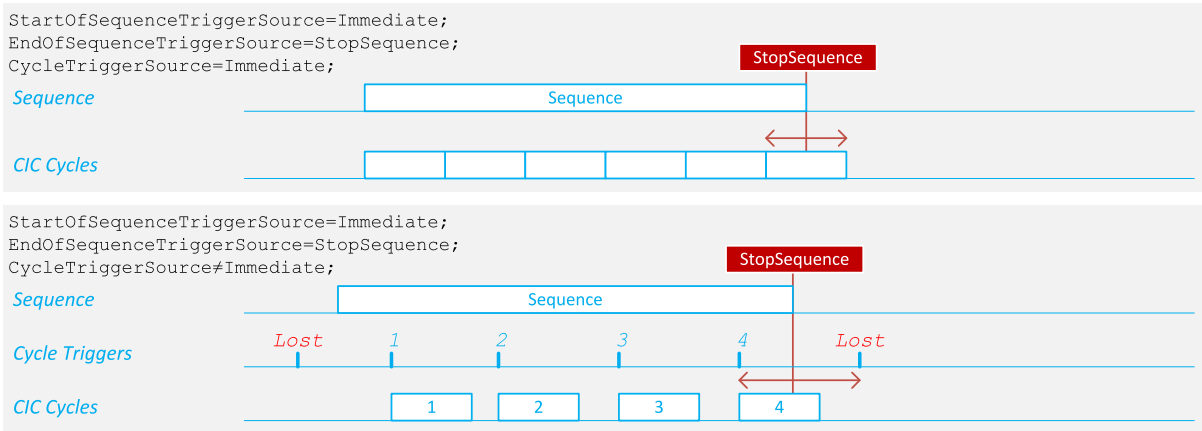 StartOfSequenceTriggerSource=Immediate;
EndOfSequenceTriggerSource=StopSequence;
CycleTriggerSource=Immediate;
StopSequence
Sequence
Sequence
CIC Cycles
StartOfSequenceTriggerSource=Immediate;
EndOfSequenceTriggerSource=StopSequence;
CycleTriggerSource≠Immediate;
StopSequence
Sequence
Sequence
Lost 1 2 3 4 Lost
Cycle Triggers
CIC Cycles
1 2 3 4